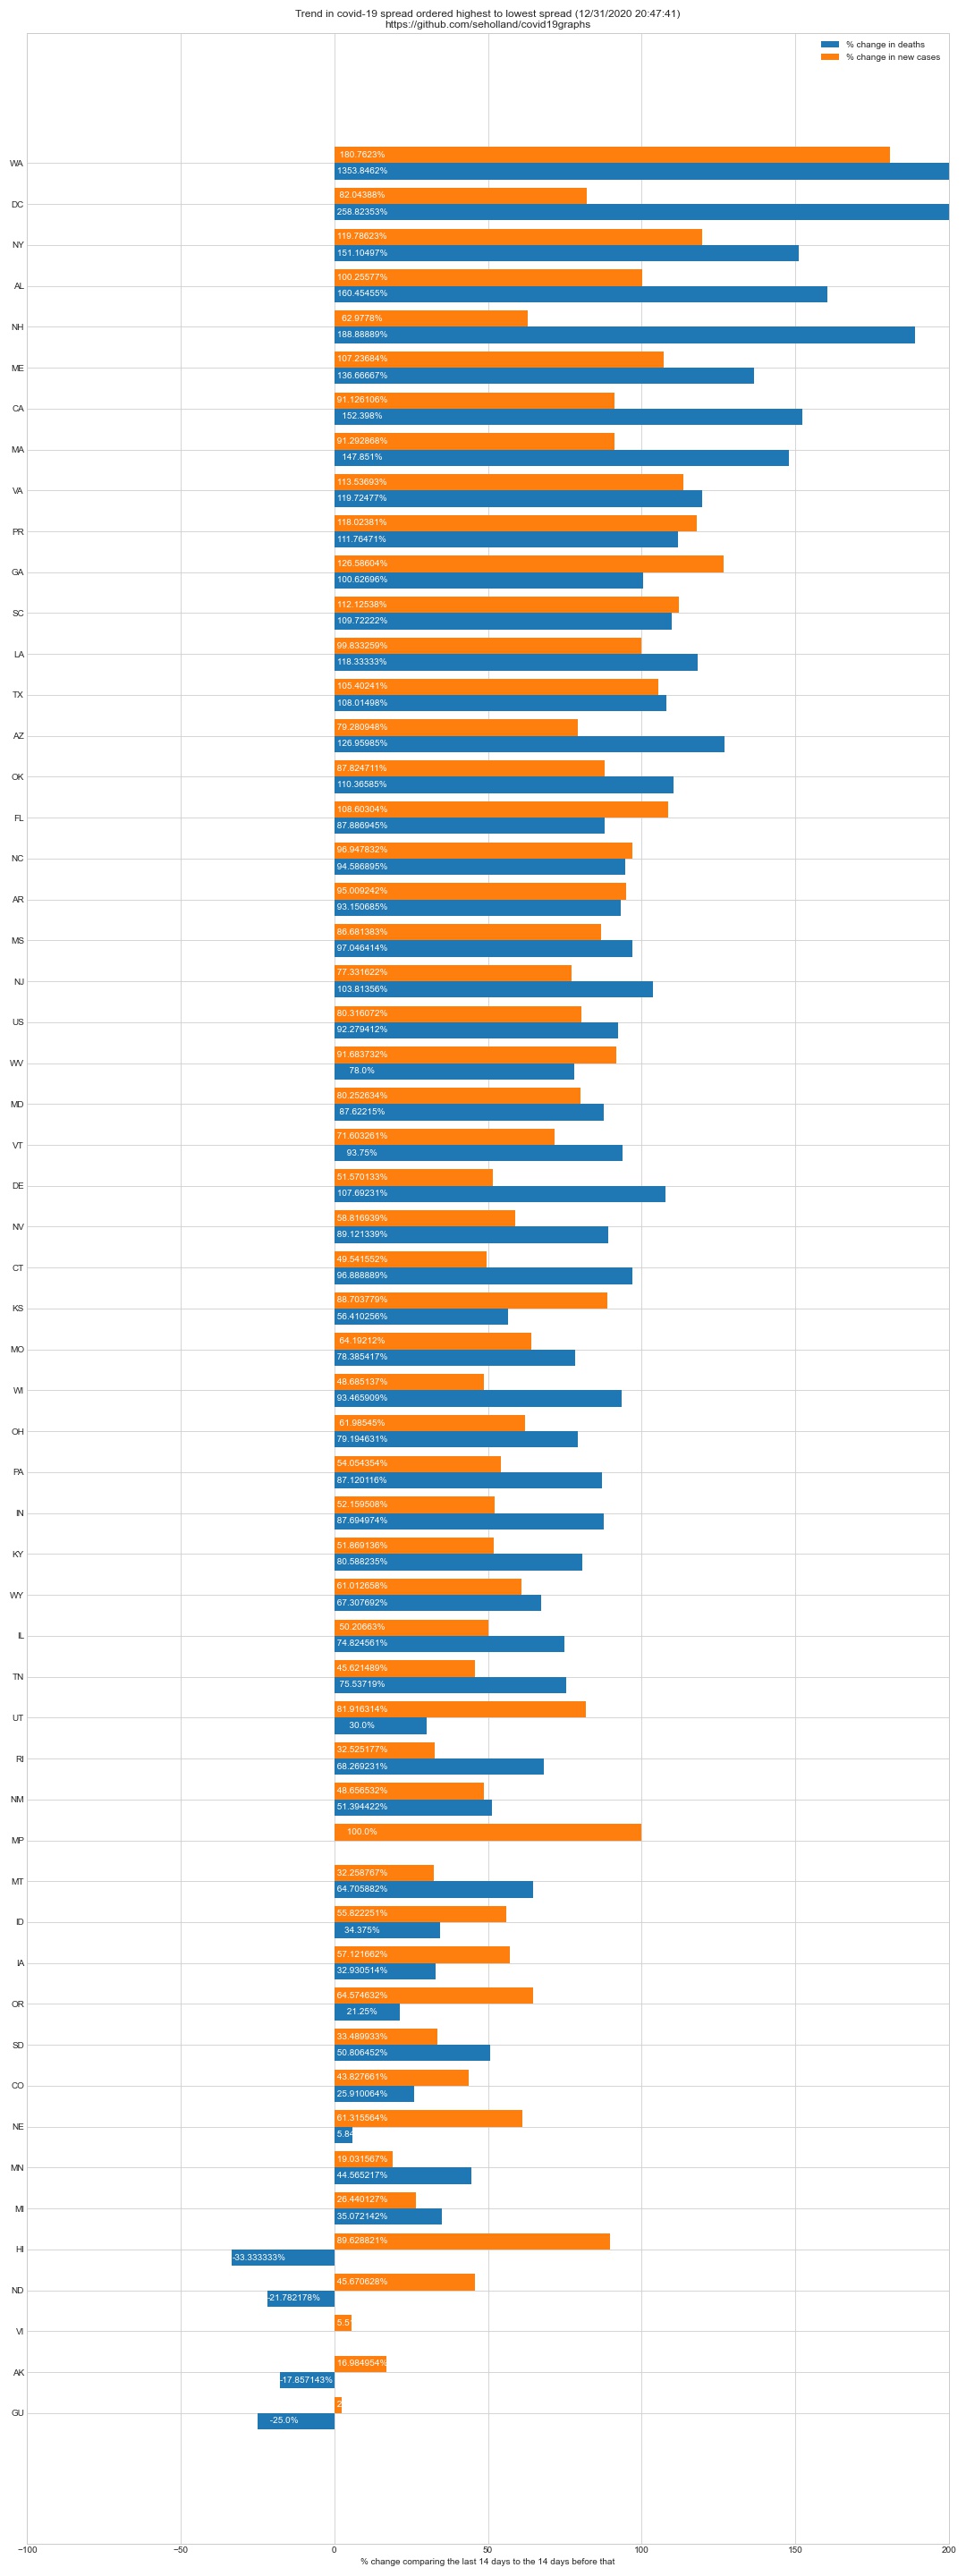 Trend in covid-19 spread ordered highest to lowest spread (12/31/2020 20:47:41)
https://github.com/seholland/covid19graphs
% change in deaths
% change in new cases
180.7623%
WA
1353.8462%
82.04388%
DC
258.82353%
119.78623%
NY
151.10497%
100.25577%
AL
160.45455%
62.9778%
NH
188.88889%
107.23684%
ME
136.66667%
91.126106%
CA
152.398%
91.292868%
MA
147.851%
113.53693%
VA
119.72477%
118.02381%
PR
111.76471%
126.58604%
GA
100.62696%
112.12538%
SC
109.72222%
99.833259%
LA
118.33333%
105.40241%
TX
108.01498%
79.280948%
AZ
126.95985%
87.824711%
OK
110.36585%
108.60304%
FL
87.886945%
96.947832%
NC
94.586895%
95.009242%
AR
93.150685%
86.681383%
MS
97.046414%
77.331622%
NJ
103.81356%
80.316072%
US
92.279412%
91.683732%
WV
78.0%
80.252634%
MD
87.62215%
71.603261%
VT
93.75%
51.570133%
DE
107.69231%
58.816939%
NV
89.121339%
49.541552%
CT
96.888889%
88.703779%
KS
56.410256%
64.19212%
MO
78.385417%
48.685137%
WI
93.465909%
61.98545%
OH
79.194631%
54.054354%
PA
87.120116%
52.159508%
IN
87.694974%
51.869136%
KY
80.588235%
61.012658%
WY
67.307692%
50.20663%
IL
74.824561%
45.621489%
TN
75.53719%
81.916314%
UT
30.0%
32.525177%
RI
68.269231%
48.656532%
NM
51.394422%
100.0%
MP
32.258767%
MT
64.705882%
55.822251%
ID
34.375%
57.121662%
IA
32.930514%
64.574632%
OR
21.25%
33.489933%
SD
50.806452%
43.827661%
CO
25.910064%
61.315564%
NE
19.031567%
MN
44.565217%
26.440127%
MI
35.072142%
89.628821%
HI
-33.333333%
45.670628%
ND
-21.782178%
VI
16.984954%
AK
-17.857143%
GU
-25.0%
−100 −50 0 50 100 150 200
% change comparing the last 14 days to the 14 days before that